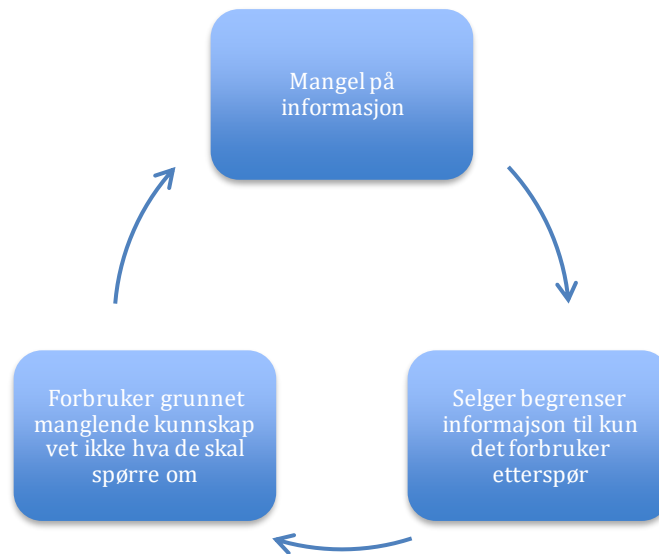 Mangel på
informasjon
Selger begrenser
informajson til kun
det forbruker
etterspør
Forbruker grunnet
manglende kunnskap
vet ikke hva de skal
spørre om